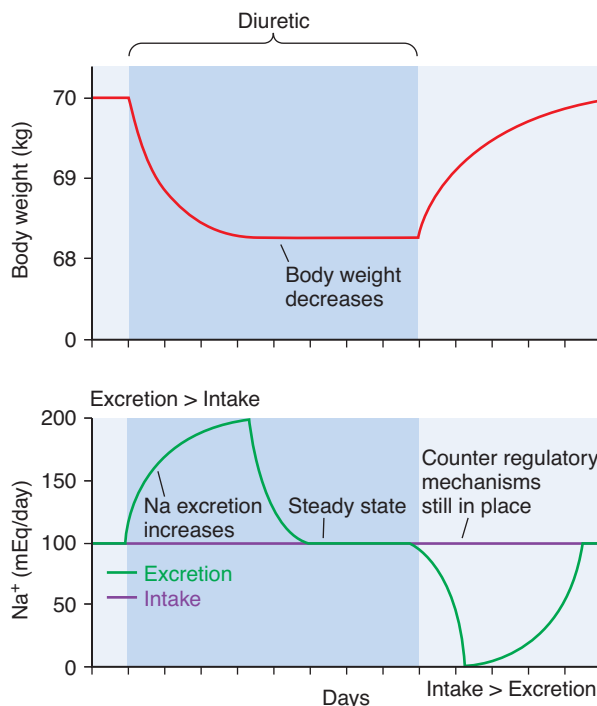 Diuretic
Body weight (kg)
70
69
68
0
Body weight
decreases
Excretion > Intake
Na⁺ (mEq/day)
200
150
100
50
0
Na excretion
increases
Steady state
Counter regulatory
mechanisms
still in place
Excretion
Intake
Days
Intake > Excretion